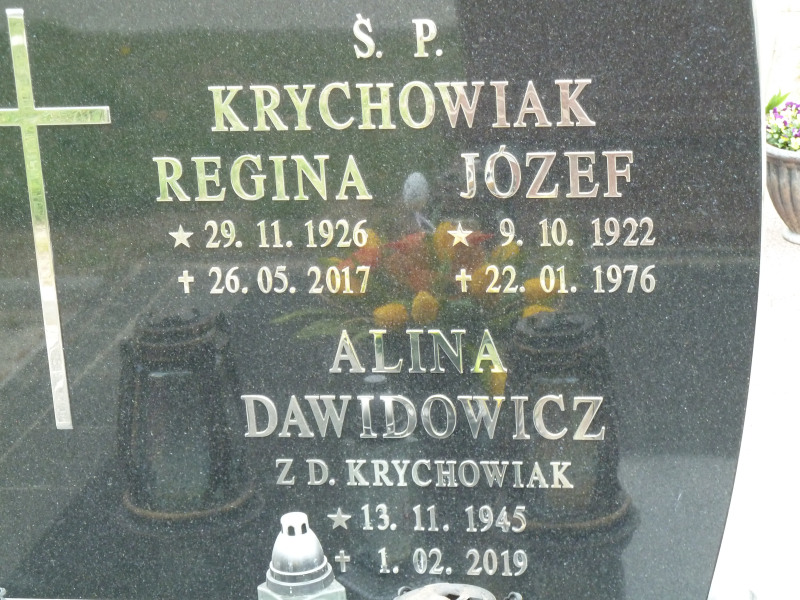 Ś. P.
KRYCHOWIAK
REGINA JÓZEF
★ 29. 11. 1926 ★ 9. 10. 1922
✝ 26. 05. 2017 ✝ 22. 01. 1976
ALINA
DAWIDOWICZ
Z D. KRYCHOWIAK
★ 13. 11. 1945
✝ 1. 02. 2019